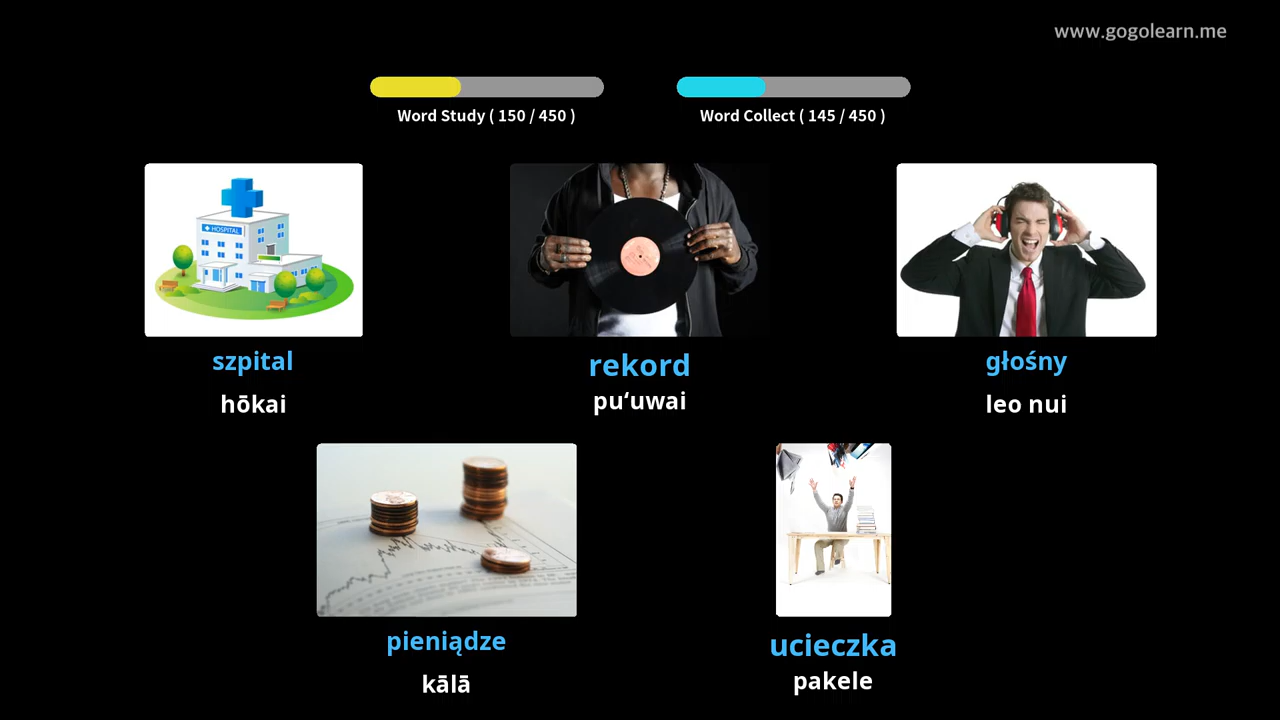 www.gogolearn.me
Word Study ( 150 / 450 )
Word Collect ( 145 / 450 )
HOSPITAL
szpital
hōkai
rekord
puʻuwai
głośny
leo nui
pieniądze
kālā
ucieczka
pakele